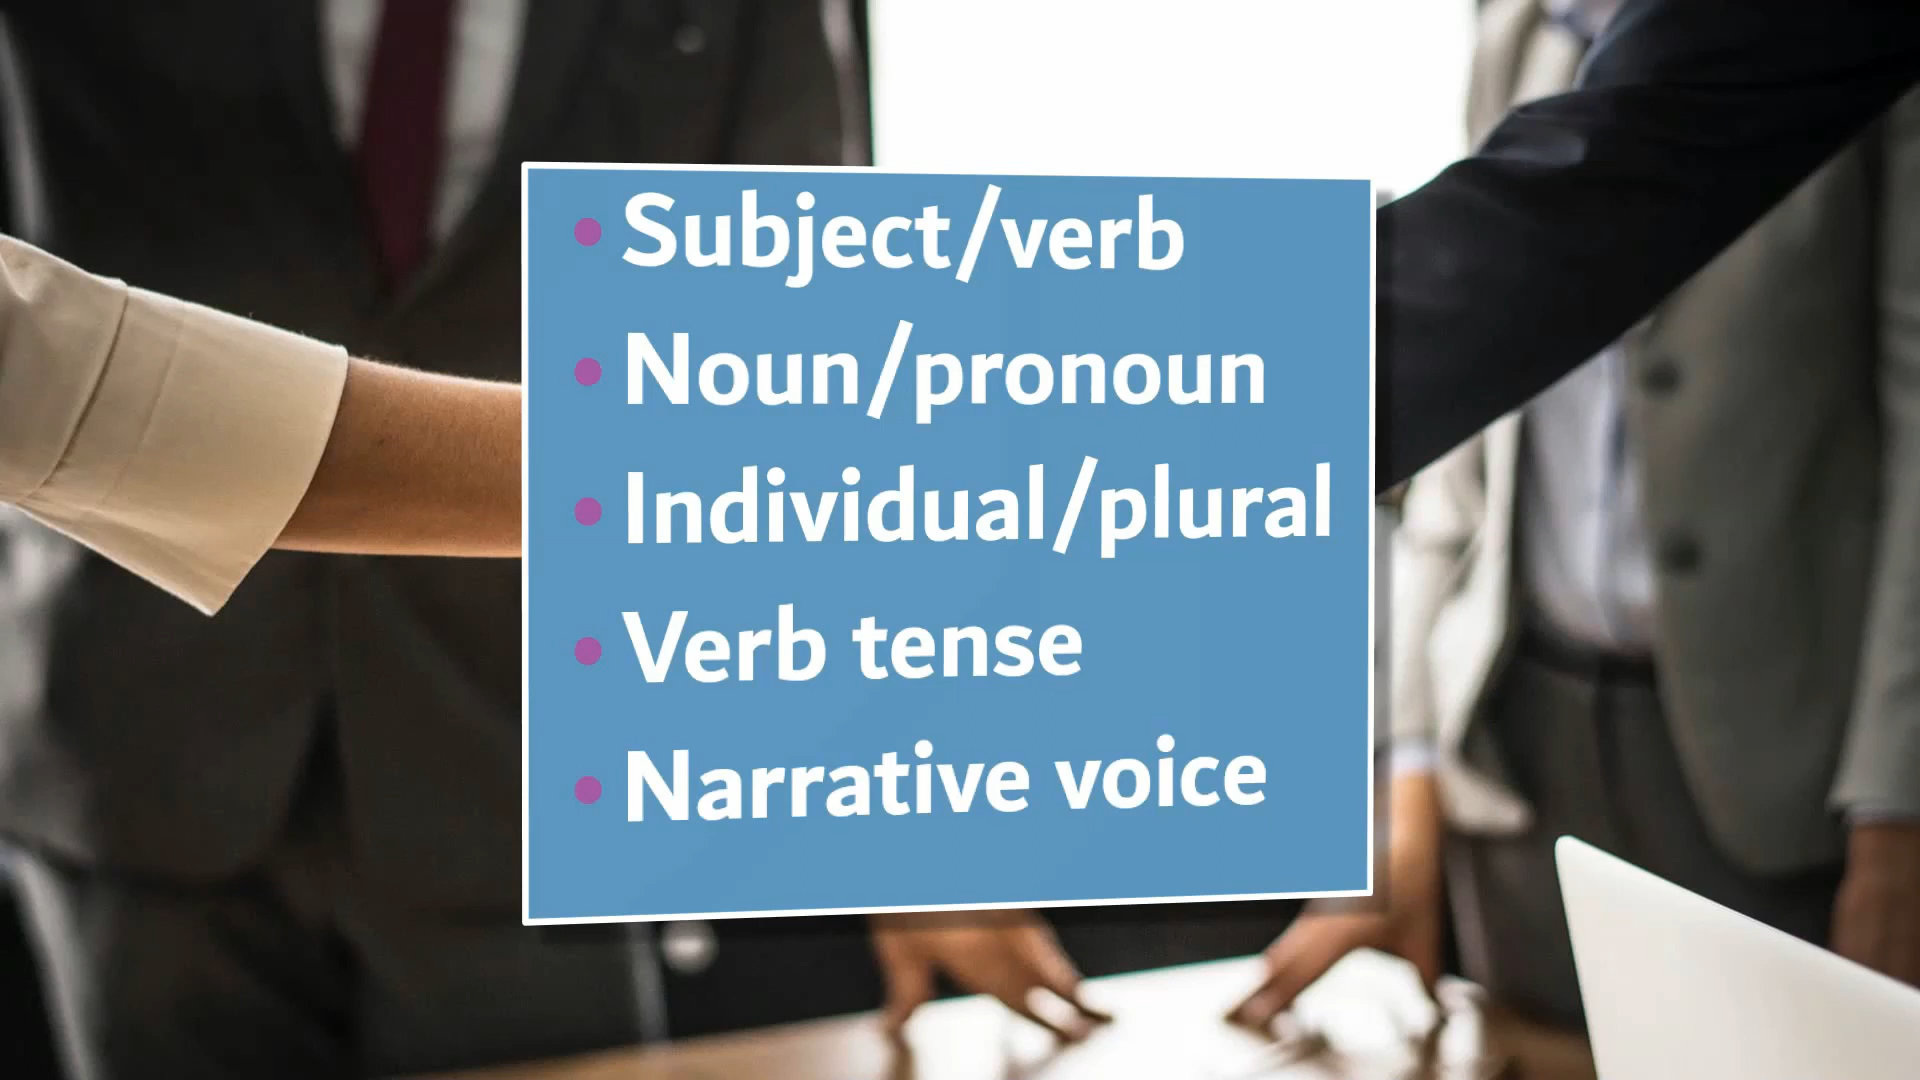 Subject/verb
Noun/pronoun
Individual/plural
Verb tense
Narrative voice